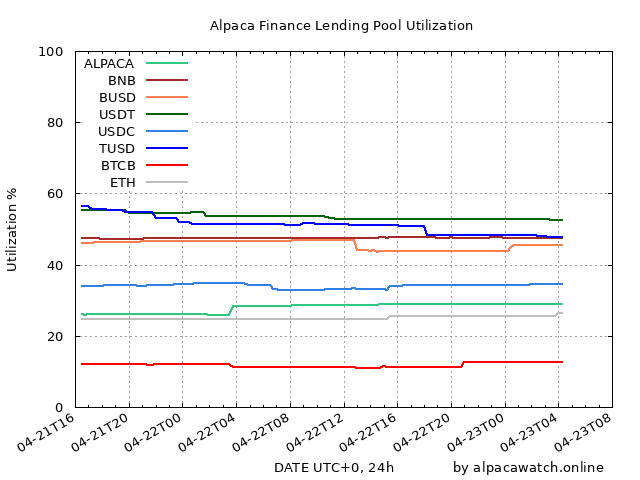 Alpaca Finance Lending Pool Utilization
100
80
60
40
20
0
Utilization %
ALPACA
BNB
BUSD
USDT
USDC
TUSD
BTCB
ETH
04-21T16
04-21T20
04-22T00
04-22T04
04-22T08
04-22T12
04-22T16
04-22T20
04-23T00
04-23T04
04-23T08
DATE UTC+0, 24h
by alpacawatch.online